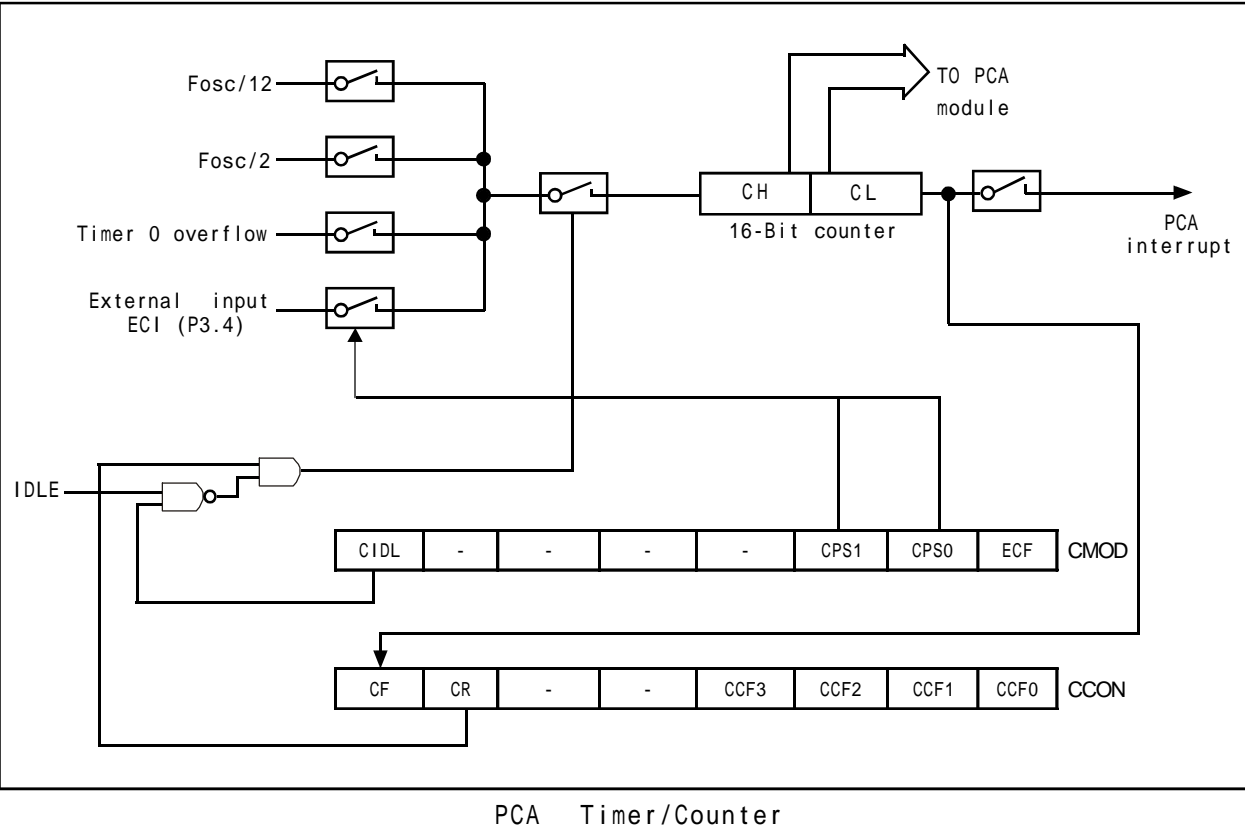 Fosc/12
TO PCA
module
Fosc/2
CH CL
16-Bit counter
PCA
interrupt
Timer 0 overflow
External input
ECI (P3.4)
IDLE
CIDL - - - - CPS1 CPS0 ECF CMOD
CF CR - - CCF3 CCF2 CCF1 CCF0 CCON
PCA Timer/Counter